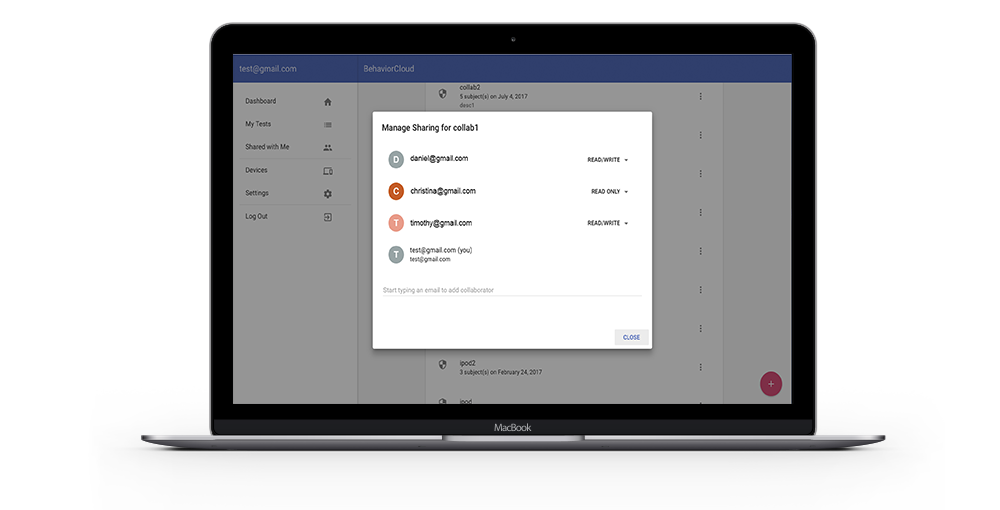 test@gmail.com
BehaviorCloud
Dashboard
My Tests
Shared with Me
Devices
Settings
Log Out
collab2
5 subject(s) on July 4, 2017
desc1
Manage Sharing for collab1
D
daniel@gmail.com
READ/WRITE
C
christina@gmail.com
READ ONLY
T
timothy@gmail.com
READ/WRITE
T
test@gmail.com (you)
test@gmail.com
Start typing an email to add collaborator
CLOSE
ipod2
3 subject(s) on February 24, 2017
ipod
MacBook